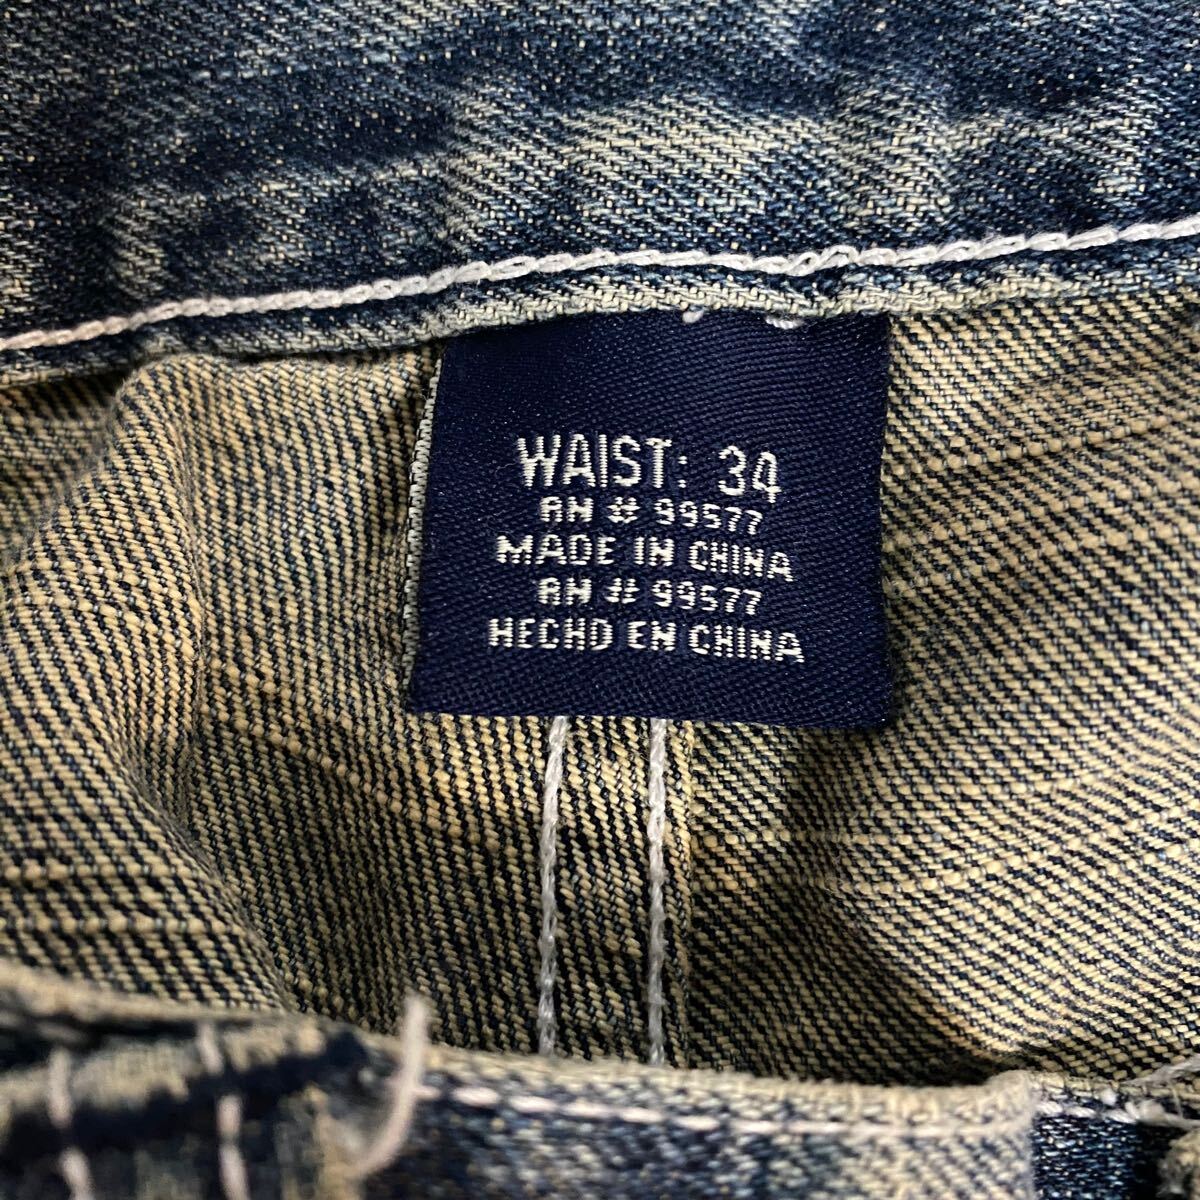 WAIST: 34
RN # 99577
MADE IN CHINA
RN # 99577
HECHO EN CHINA